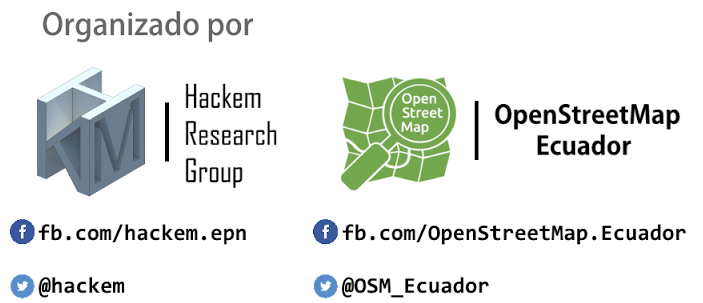 Organizado por
HKM
Hackem
Research
Group
Open
Street
Map
OpenStreetMap
Ecuador
fb.com/hackem.epn
@hackem
fb.com/OpenStreetMap.Ecuador
@OSM_Ecuador